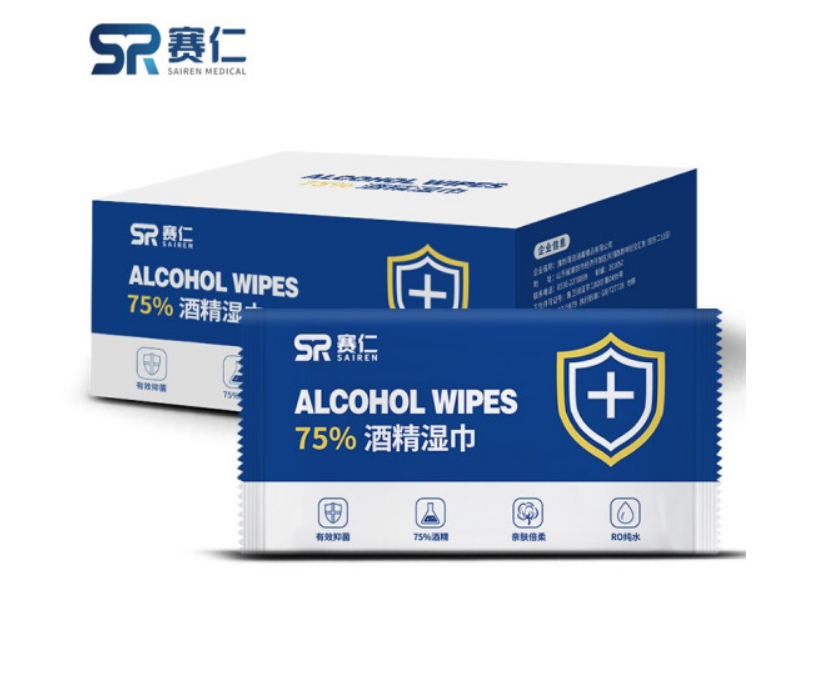 SR 赛仁
SAIREN MEDICAL
ALCOHOL WIPES
75% 酒精湿巾
SR 赛仁
SAIREN
ALCOHOL WIPES
75% 酒精湿巾
有效抑菌
75%
企业信息
SR 赛仁
SAIREN
ALCOHOL WIPES
75% 酒精湿巾
有效抑菌
75%酒精
亲肤倍柔
RO纯水